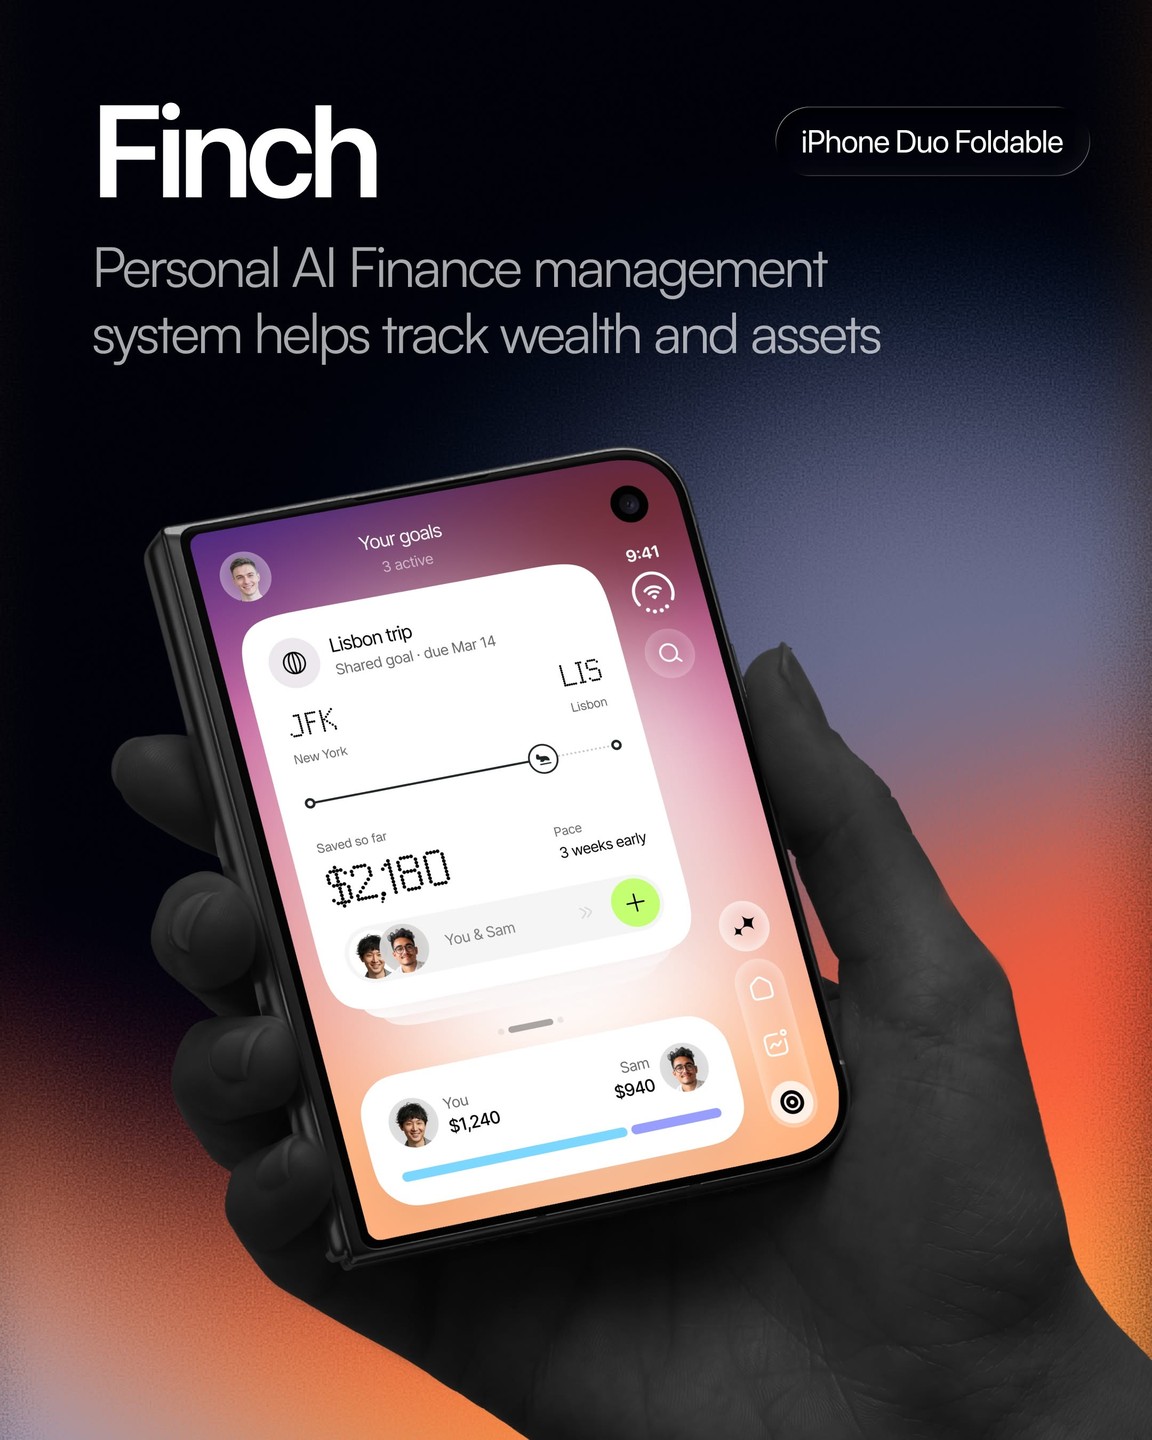 Finch
iPhone Duo Foldable
Personal AI Finance management
system helps track wealth and assets
Your goals
3 active
9:41
Lisbon trip
Shared goal · due Mar 14
JFK
New York
LIS
Lisbon
Saved so far
$2,180
Pace
3 weeks early
You & Sam
You
$1,240
Sam
$940